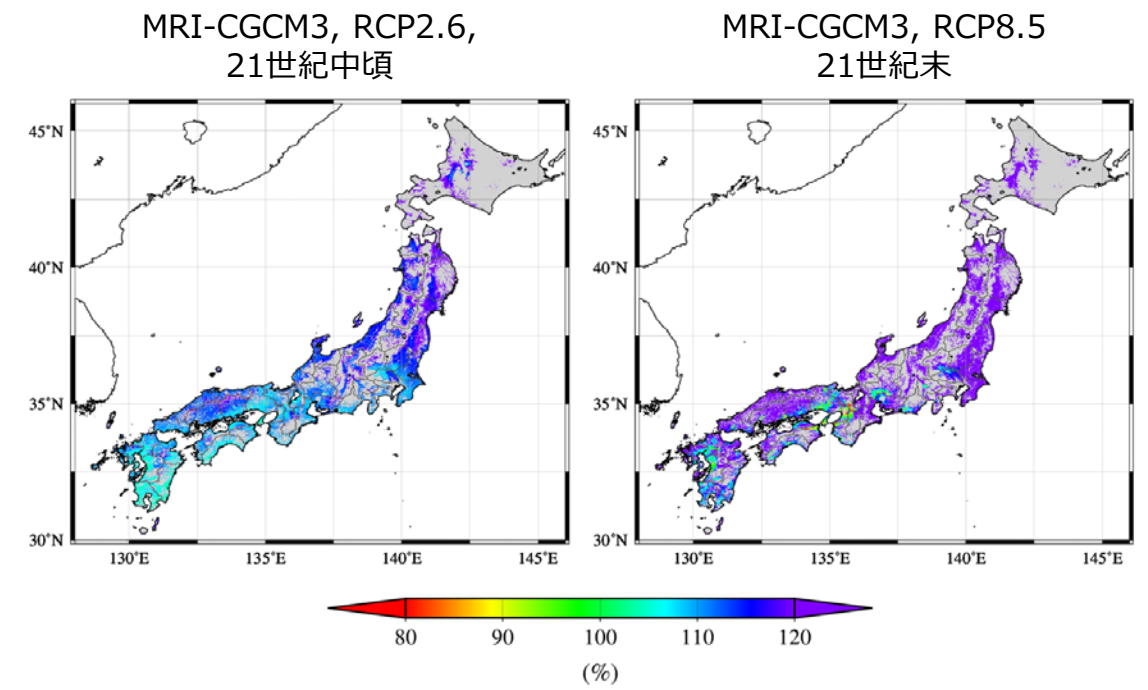 MRI-CGCM3, RCP2.6,
21世紀中頃
MRI-CGCM3, RCP8.5
21世紀末
45°N
40°N
35°N
30°N
130°E
135°E
140°E
145°E
45°N
40°N
35°N
30°N
130°E
135°E
140°E
145°E
80
90
100
110
120
(%)